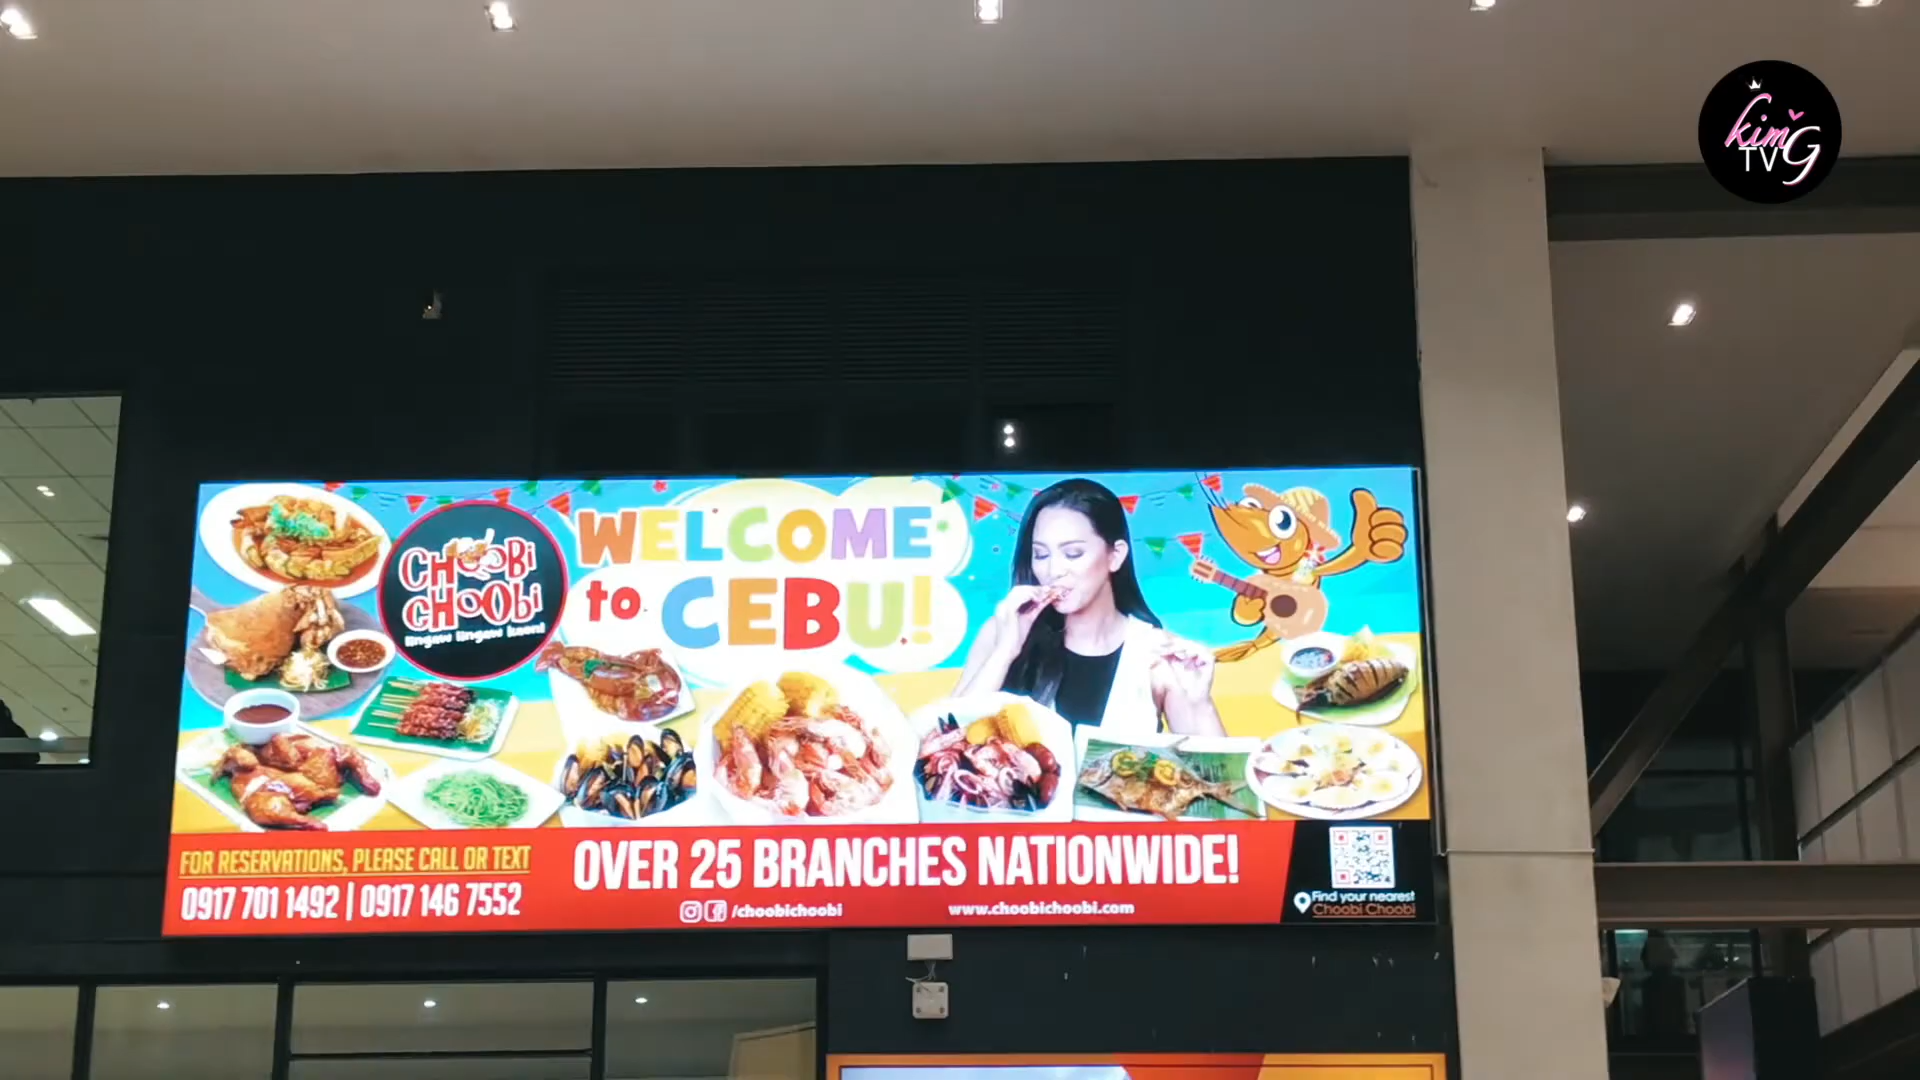 kim G
TV
CHOOBi
CHOObi
WELCOME
to CEBU!
FOR RESERVATIONS, PLEASE CALL OR TEXT
0917 701 1492 | 0917 146 7552
OVER 25 BRANCHES NATIONWIDE!
/choobichoobi
www.choobichoobi.com
Find your nearest
Choobi Choobi